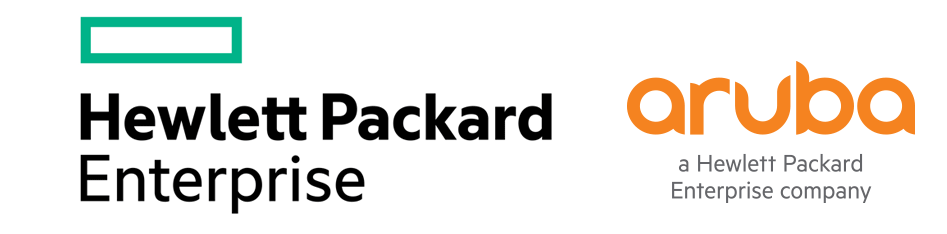 Hewlett Packard
Enterprise
aruba
a Hewlett Packard
Enterprise company